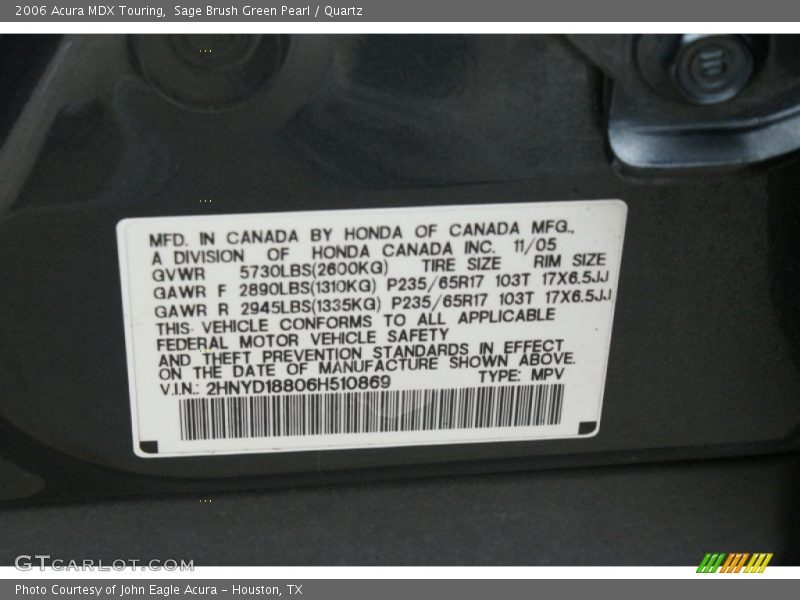 2006 Acura MDX Touring,  Sage Brush Green Pearl / Quartz
MFD. IN CANADA BY HONDA OF CANADA MFG.,
A DIVISION OF HONDA CANADA INC. 11/05
GVWR 5730LBS(2600KG) TIRE SIZE RIM SIZE
GAWR F 2890LBS(1310KG) P235/65R17 103T 17X6.5JJ
GAWR R 2945LBS(1335KG) P235/65R17 103T 17X6.5JJ
THIS VEHICLE CONFORMS TO ALL APPLICABLE
FEDERAL MOTOR VEHICLE SAFETY
AND THEFT PREVENTION STANDARDS IN EFFECT
ON THE DATE OF MANUFACTURE SHOWN ABOVE.
V.I.N.: 2HNYD18806H510869 TYPE: MPV
GTCARLOT.COM
Photo Courtesy of John Eagle Acura - Houston, TX